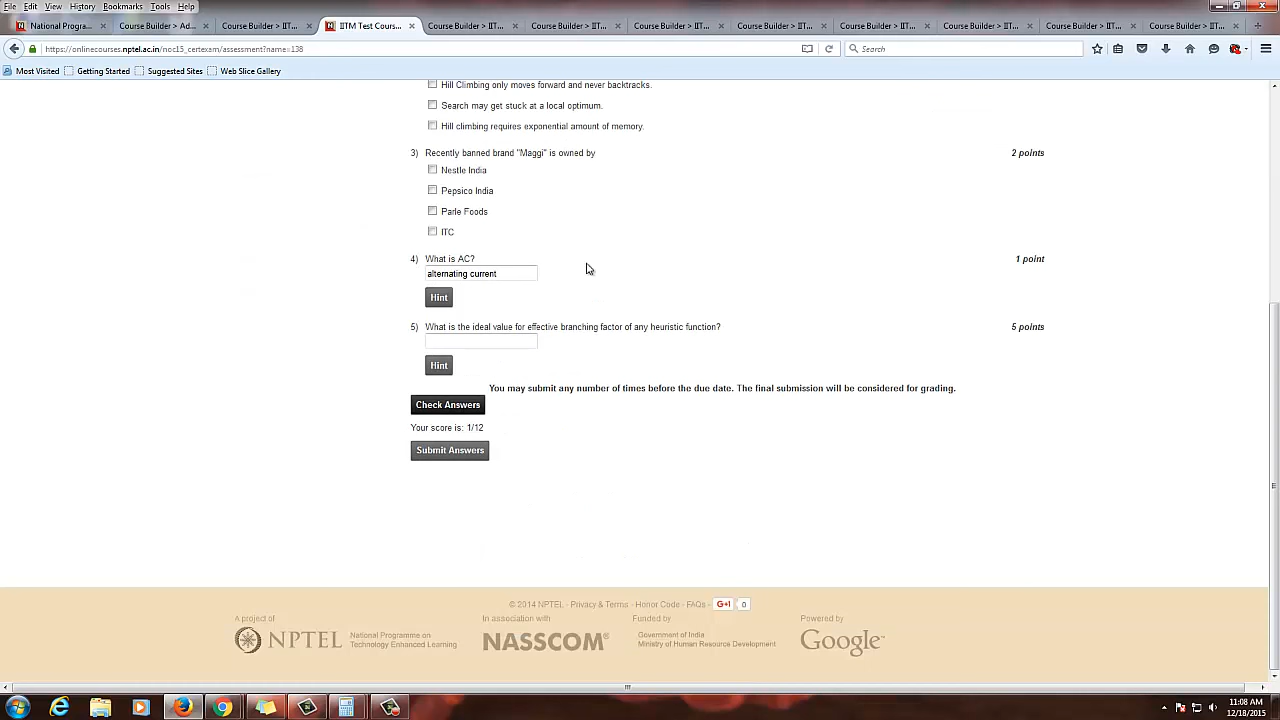 File Edit View History Bookmarks Tools Help
National Progra... × Course Builder > Ad... × Course Builder > IIT... × IITM Test Cours... × Course Builder > IIT... × Course Builder > IIT... × Course Builder > IIT... × Course Builder > IIT... × Course Builder > IIT... × Course Builder > IIT... × Course Builder > IIT... × Course Builder > IIT... × +
https://onlinecourses.nptel.ac.in/noc15_certexam/assessment?name=138 Search
Most Visited Getting Started Suggested Sites Web Slice Gallery
Hill Climbing only moves forward and never backtracks.
Search may get stuck at a local optimum.
Hill climbing requires exponential amount of memory.
3) Recently banned brand "Maggi" is owned by 2 points
Nestle India
Pepsico India
Parle Foods
ITC
4) What is AC? 1 point
alternating current
Hint
5) What is the ideal value for effective branching factor of any heuristic function? 5 points
Hint
You may submit any number of times before the due date. The final submission will be considered for grading.
Check Answers
Your score is: 1/12
Submit Answers
© 2014 NPTEL - Privacy & Terms - Honor Code - FAQs - G+1 0
A project of In association with Funded by Powered by
NPTEL National Programme on Technology Enhanced Learning NASSCOM® Government of India Ministry of Human Resource Development Google™
11:08 AM
12/18/2015